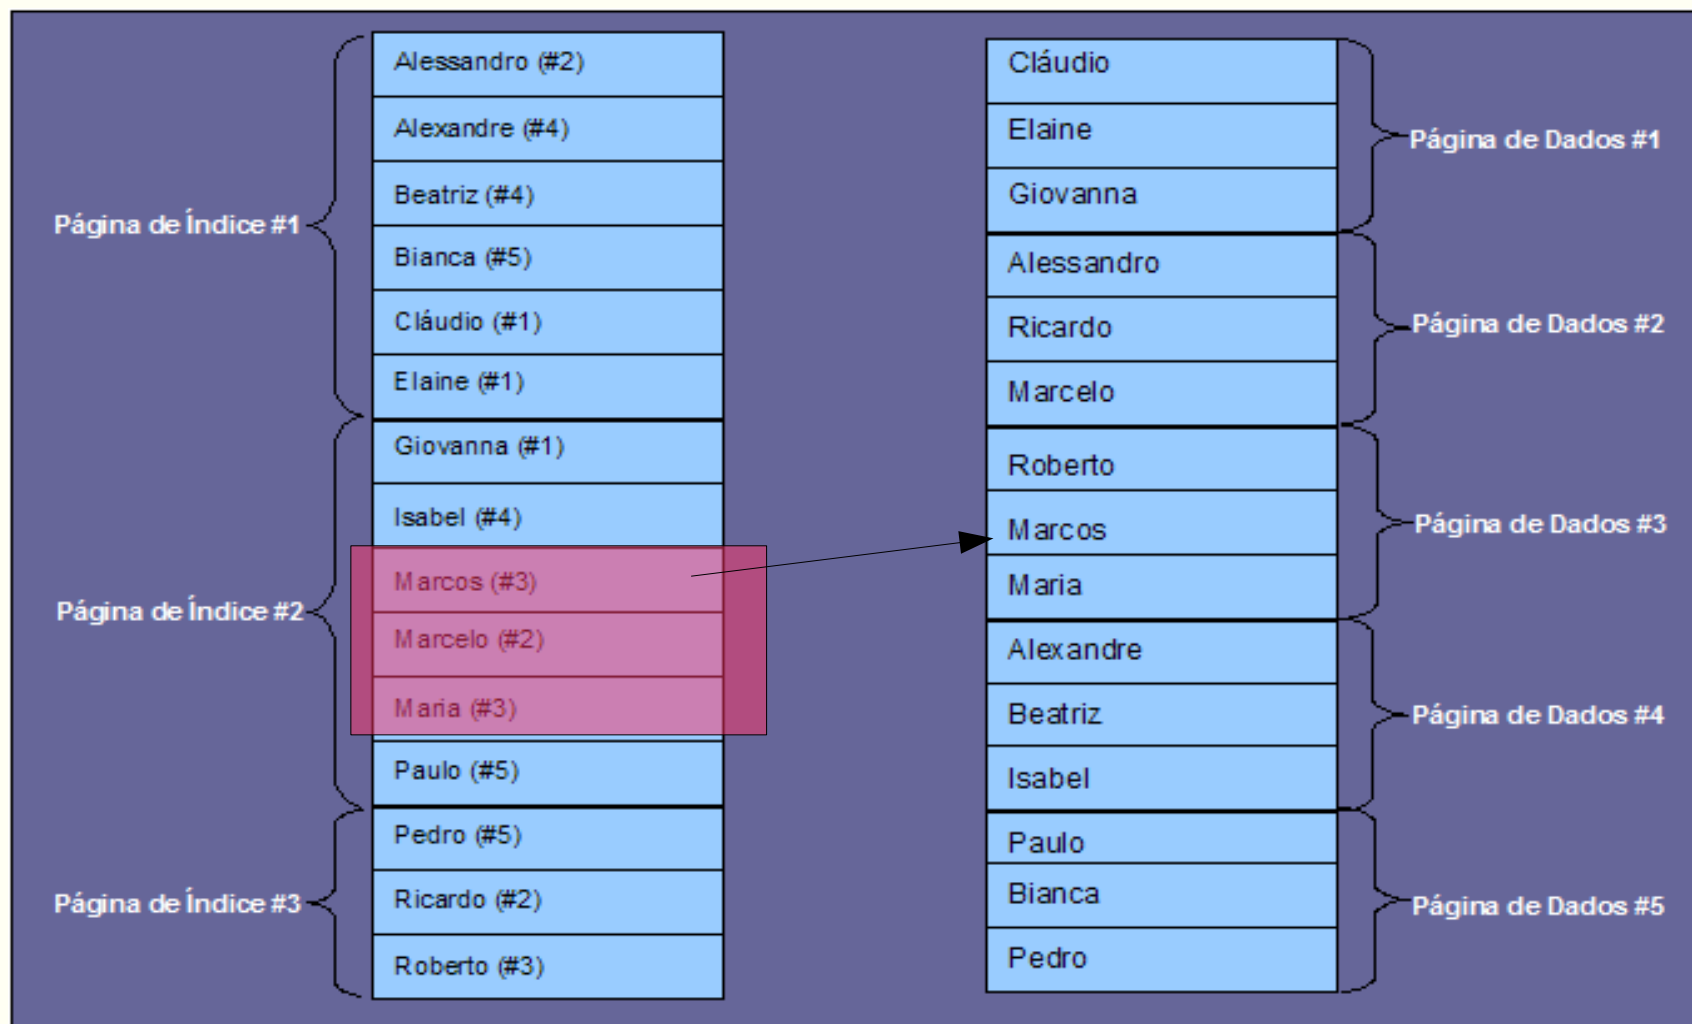 Página de Índice #1
Alessandro (#2)
Alexandre (#4)
Beatriz (#4)
Bianca (#5)
Cláudio (#1)
Elaine (#1)
Página de Índice #2
Giovanna (#1)
Isabel (#4)
Marcos (#3)
Marcelo (#2)
Maria (#3)
Paulo (#5)
Página de Índice #3
Pedro (#5)
Ricardo (#2)
Roberto (#3)
Cláudio
Elaine
Giovanna
Página de Dados #1
Alessandro
Ricardo
Marcelo
Página de Dados #2
Roberto
Marcos
Maria
Página de Dados #3
Alexandre
Beatriz
Isabel
Página de Dados #4
Paulo
Bianca
Pedro
Página de Dados #5